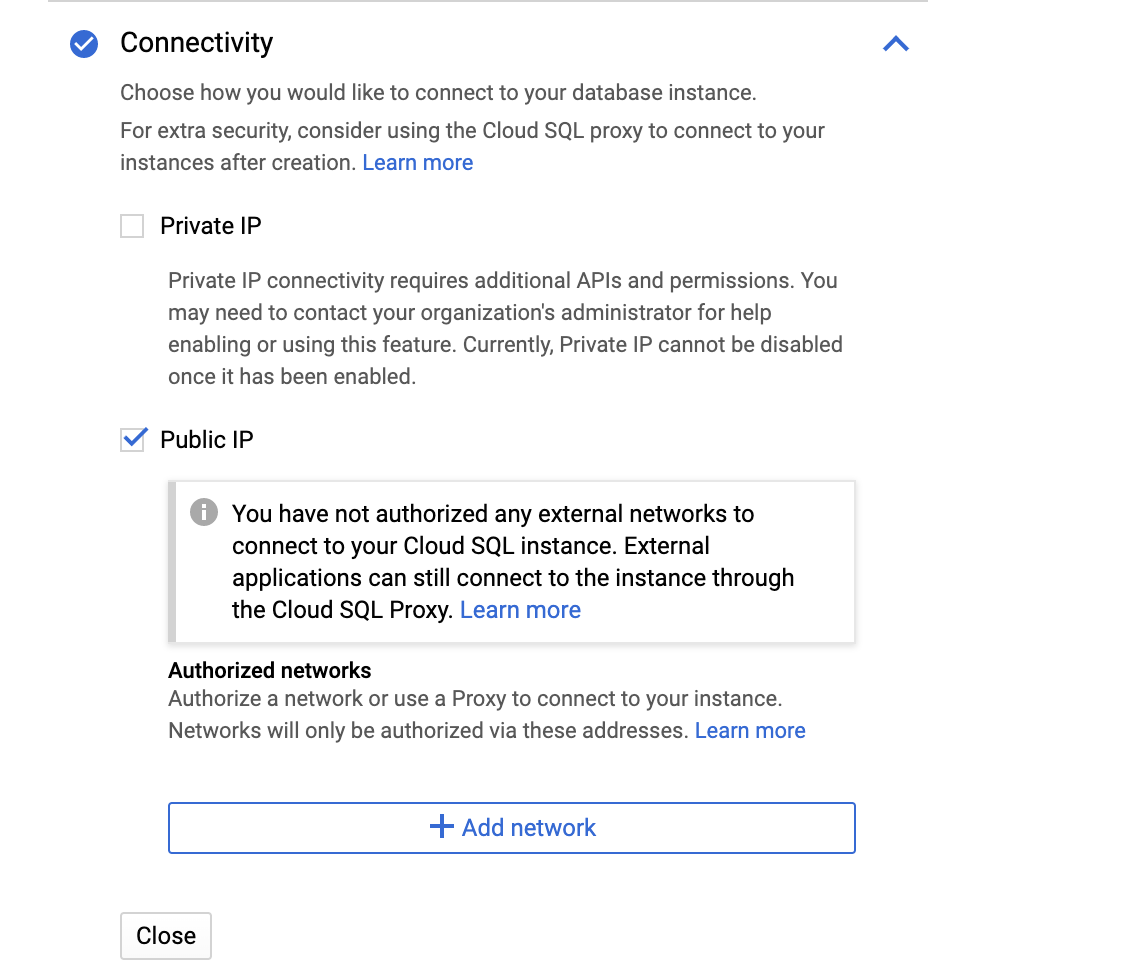 Connectivity
Choose how you would like to connect to your database instance.
For extra security, consider using the Cloud SQL proxy to connect to your
instances after creation. Learn more
Private IP
Private IP connectivity requires additional APIs and permissions. You
may need to contact your organization's administrator for help
enabling or using this feature. Currently, Private IP cannot be disabled
once it has been enabled.
Public IP
You have not authorized any external networks to
connect to your Cloud SQL instance. External
applications can still connect to the instance through
the Cloud SQL Proxy. Learn more
Authorized networks
Authorize a network or use a Proxy to connect to your instance.
Networks will only be authorized via these addresses. Learn more
+ Add network
Close